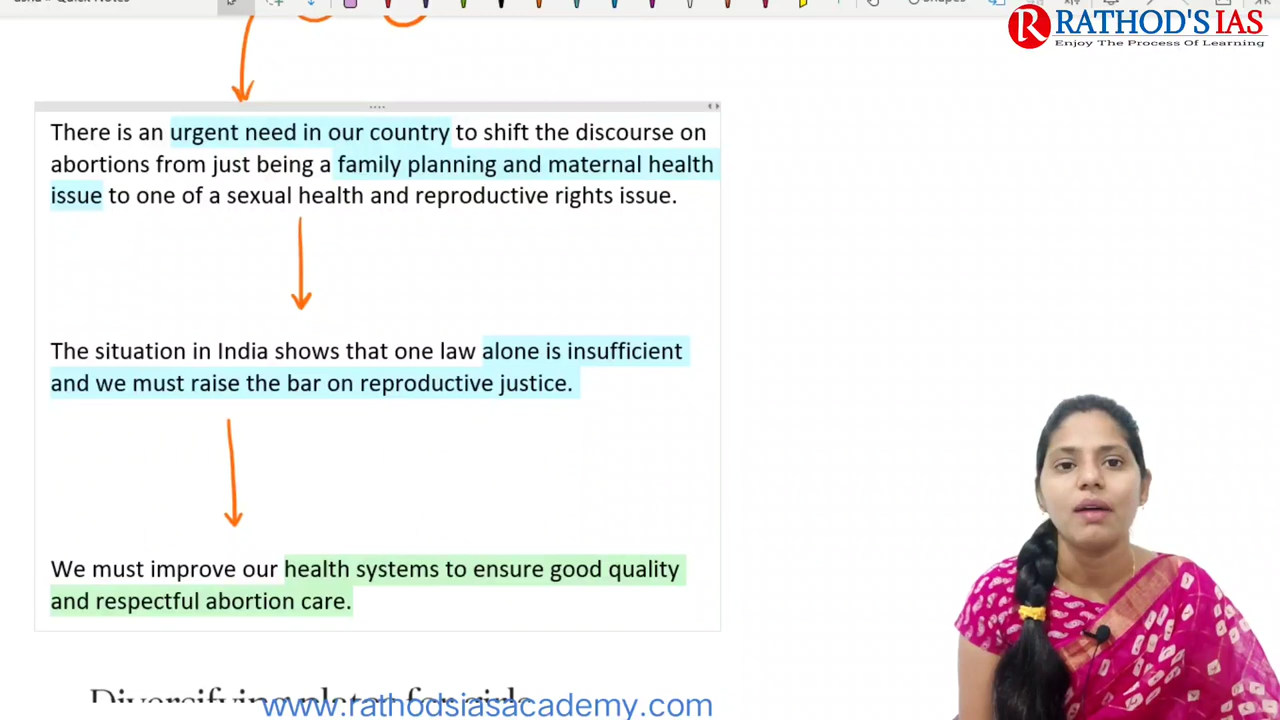 RATHOD'S IAS
Enjoy The Process Of Learning
There is an urgent need in our country to shift the discourse on
abortions from just being a family planning and maternal health
issue to one of a sexual health and reproductive rights issue.
The situation in India shows that one law alone is insufficient
and we must raise the bar on reproductive justice.
We must improve our health systems to ensure good quality
and respectful abortion care.
Diversifying plates for girls
www.rathodsiasacademy.com